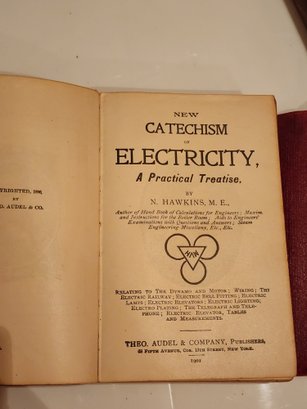 YRIGHTED, 1896,
BY
O. AUDEL & CO.
NEW
CATECHISM
OF
ELECTRICITY,
A Practical Treatise,
BY
N. HAWKINS, M. E.,
Author of Hand Book of Calculations for Engineers; Maxims
and Instructions for the Boiler Room; Aids to Engineers'
Examinations with Questions and Answers; Steam
Engineering Miscellany, Etc., Etc.
RELATING TO THE DYNAMO AND MOTOR; WIRING; THE
ELECTRIC RAILWAY; ELECTRIC BELL FITTING; ELECTRIC
LAMPS; ELECTRIC ELEVATORS; ELECTRIC LIGHTING;
ELECTRO PLATING; THE TELEGRAPH AND TELE-
PHONE; ELECTRIC ELEVATOR, TABLES
AND MEASUREMENTS.
THEO. AUDEL & COMPANY, PUBLISHERS,
63 FIFTH AVENUE, COR. 13TH STREET, NEW YORK.